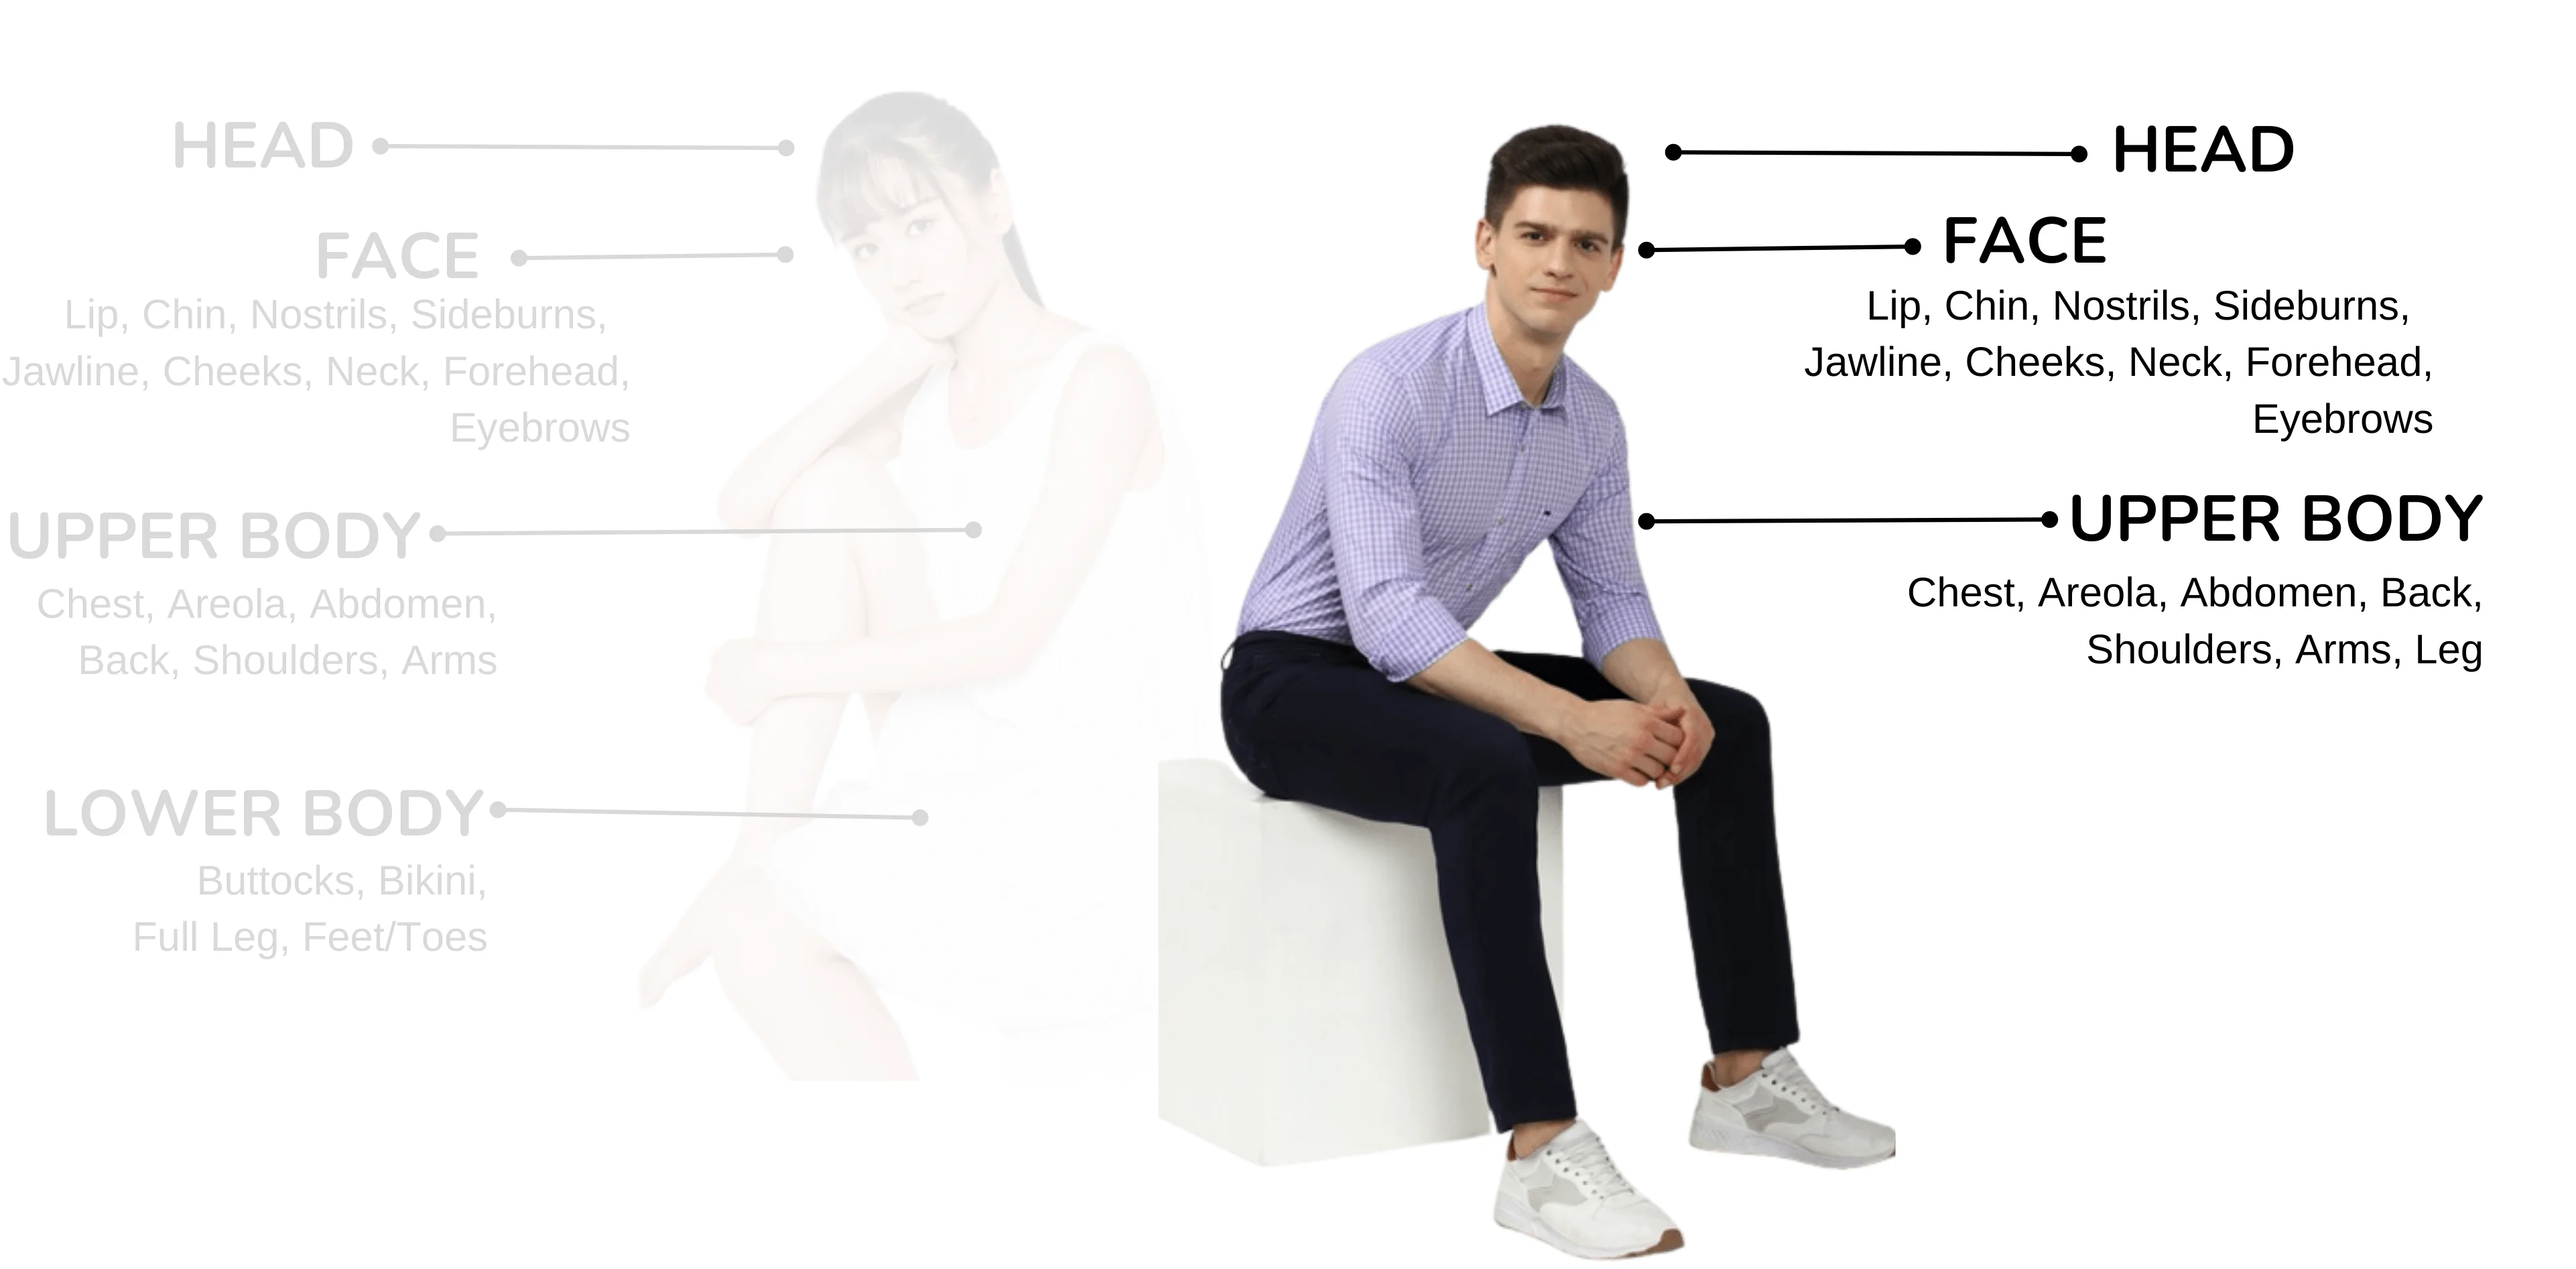 HEAD
FACE
Lip, Chin, Nostrils, Sideburns,
Jawline, Cheeks, Neck, Forehead,
Eyebrows
UPPER BODY
Chest, Areola, Abdomen,
Back, Shoulders, Arms
LOWER BODY
Buttocks, Bikini,
Full Leg, Feet/Toes
HEAD
FACE
Lip, Chin, Nostrils, Sideburns,
Jawline, Cheeks, Neck, Forehead,
Eyebrows
UPPER BODY
Chest, Areola, Abdomen, Back,
Shoulders, Arms, Leg